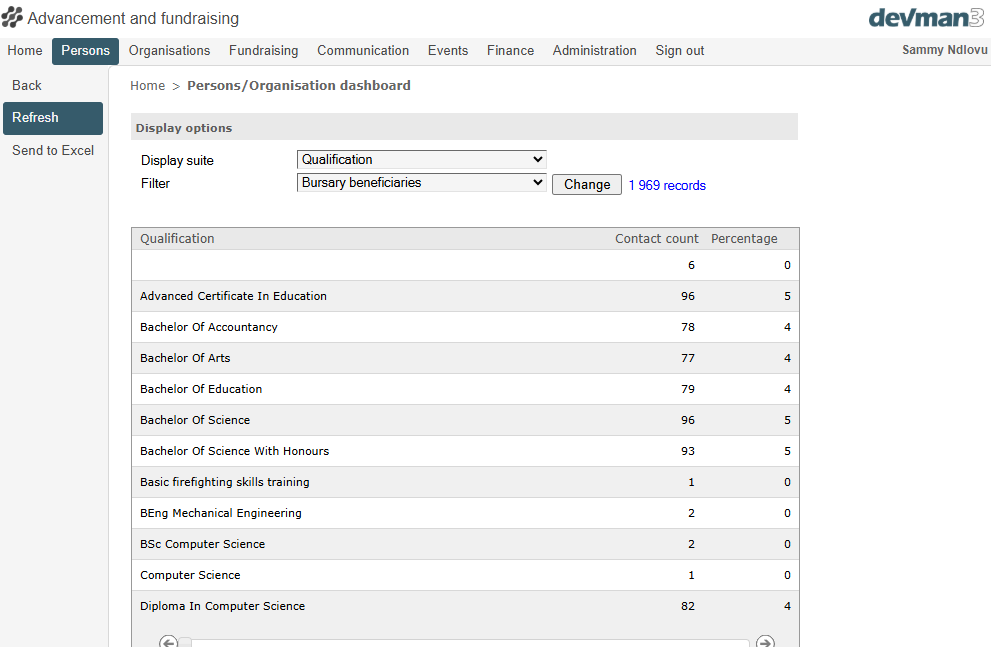 Advancement and fundraising
devman3
Home Persons Organisations Fundraising Communication Events Finance Administration Sign out Sammy Ndlovu
Back
Refresh
Send to Excel
Home > Persons/Organisation dashboard
Display options
Display suite Qualification
Filter Bursary beneficiaries Change 1 969 records
Qualification Contact count Percentage
6 0
Advanced Certificate In Education 96 5
Bachelor Of Accountancy 78 4
Bachelor Of Arts 77 4
Bachelor Of Education 79 4
Bachelor Of Science 96 5
Bachelor Of Science With Honours 93 5
Basic firefighting skills training 1 0
BEng Mechanical Engineering 2 0
BSc Computer Science 2 0
Computer Science 1 0
Diploma In Computer Science 82 4